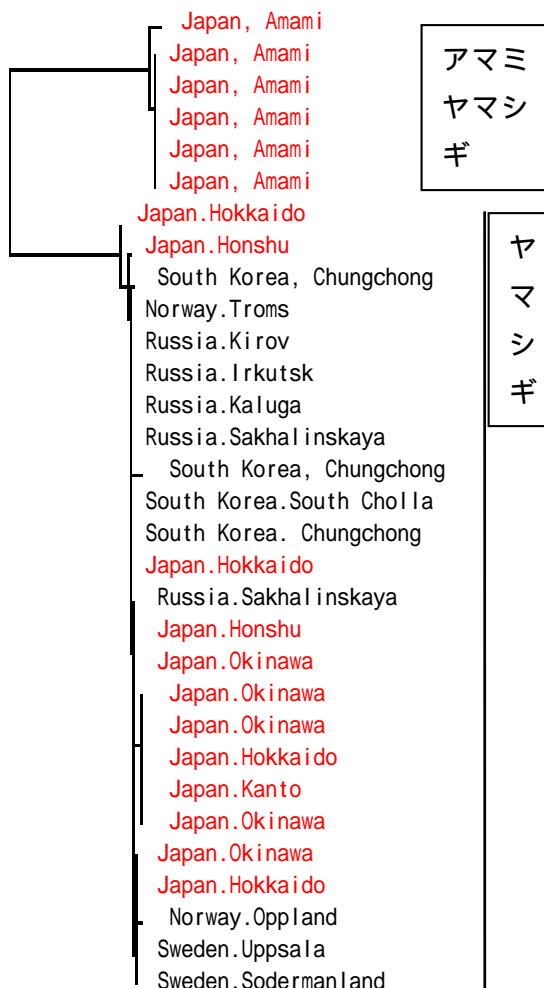 Japan, Amami
Japan, Amami
Japan, Amami
Japan, Amami
Japan, Amami
Japan, Amami
アマミ
ヤマシ
ギ
Japan.Hokkaido
Japan.Honshu
South Korea, Chungchong
Norway.Troms
Russia.Kirov
Russia.Irkutsk
Russia.Kaluga
Russia.Sakhalinskaya
South Korea, Chungchong
South Korea.South Cholla
South Korea. Chungchong
Japan.Hokkaido
Russia.Sakhalinskaya
Japan.Honshu
Japan.Okinawa
Japan.Okinawa
Japan.Okinawa
Japan.Hokkaido
Japan.Kanto
Japan.Okinawa
Japan.Okinawa
Japan.Hokkaido
Norway.Oppland
Sweden.Uppsala
Sweden.Sodermanland
ヤ
マ
シ
ギ